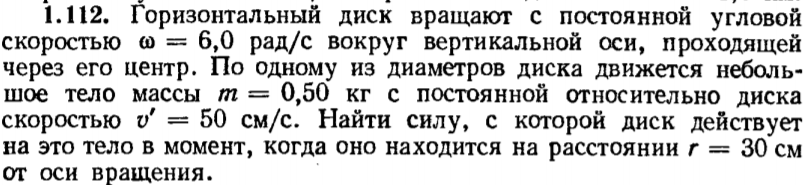 1.112. Горизонтальный диск вращают с постоянной угловой
скоростью ω = 6,0 рад/с вокруг вертикальной оси, проходящей
через его центр. По одному из диаметров диска движется неболь-
шое тело массы m = 0,50 кг с постоянной относительно диска
скоростью v′ = 50 см/с. Найти силу, с которой диск действует
на это тело в момент, когда оно находится на расстоянии r = 30 см
от оси вращения.